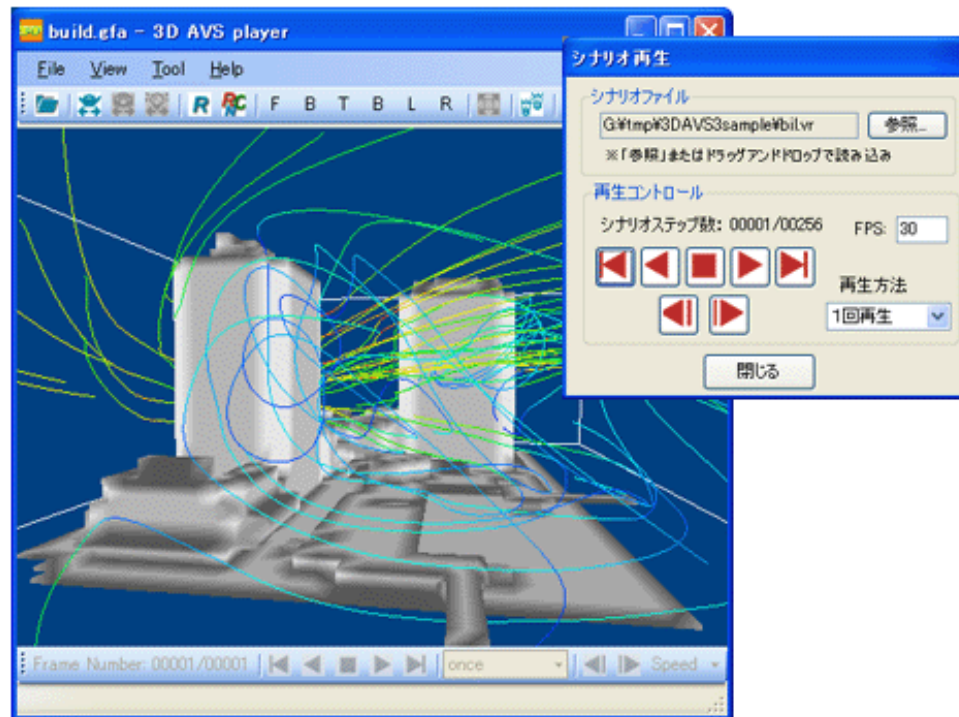 build.gfa - 3D AVS player
File View Tool Help
R RC F B T B L R
シナリオ再生
シナリオファイル
G:¥tmp¥3DAVS3sample¥bil.vr 参照...
※「参照」またはドラッグアンドドロップで読み込み
再生コントロール
シナリオステップ数: 00001/00256 FPS: 30
再生方法
1回再生
閉じる
Frame Number: 00001/00001 once Speed